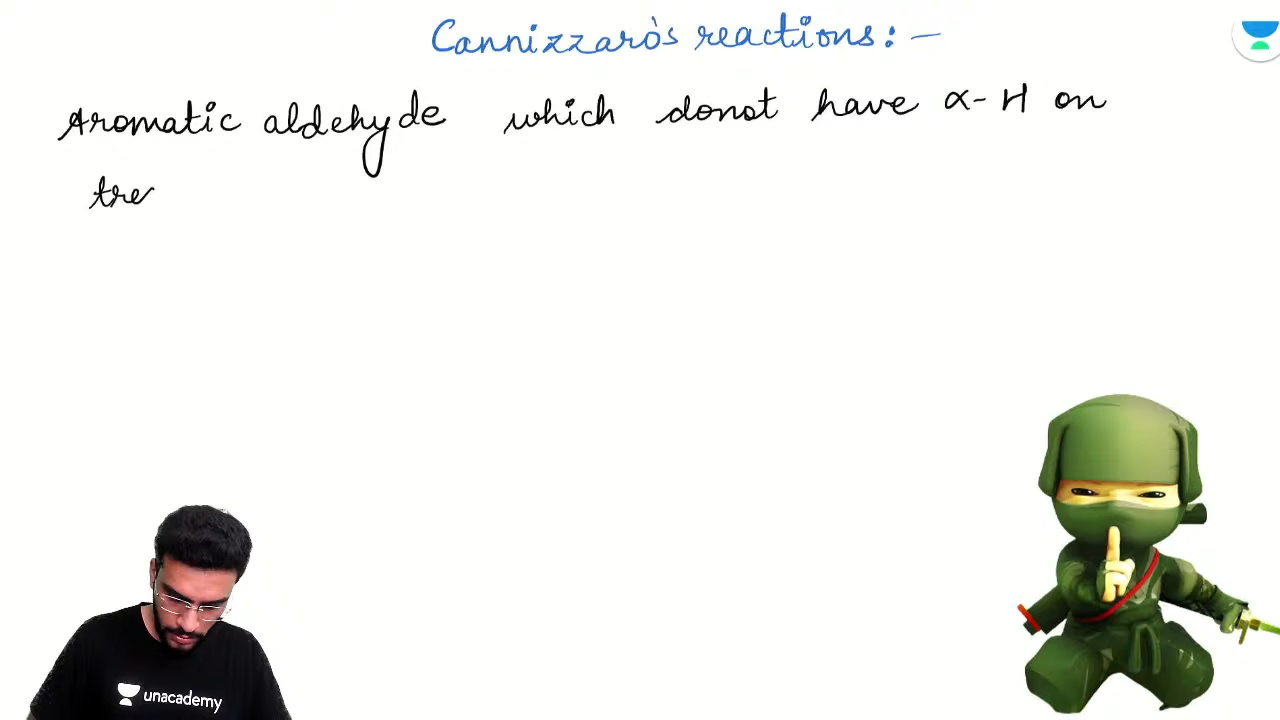 Cannizzaro's reactions:-
Aromatic aldehyde which donot have α-H on
tre
unacademy